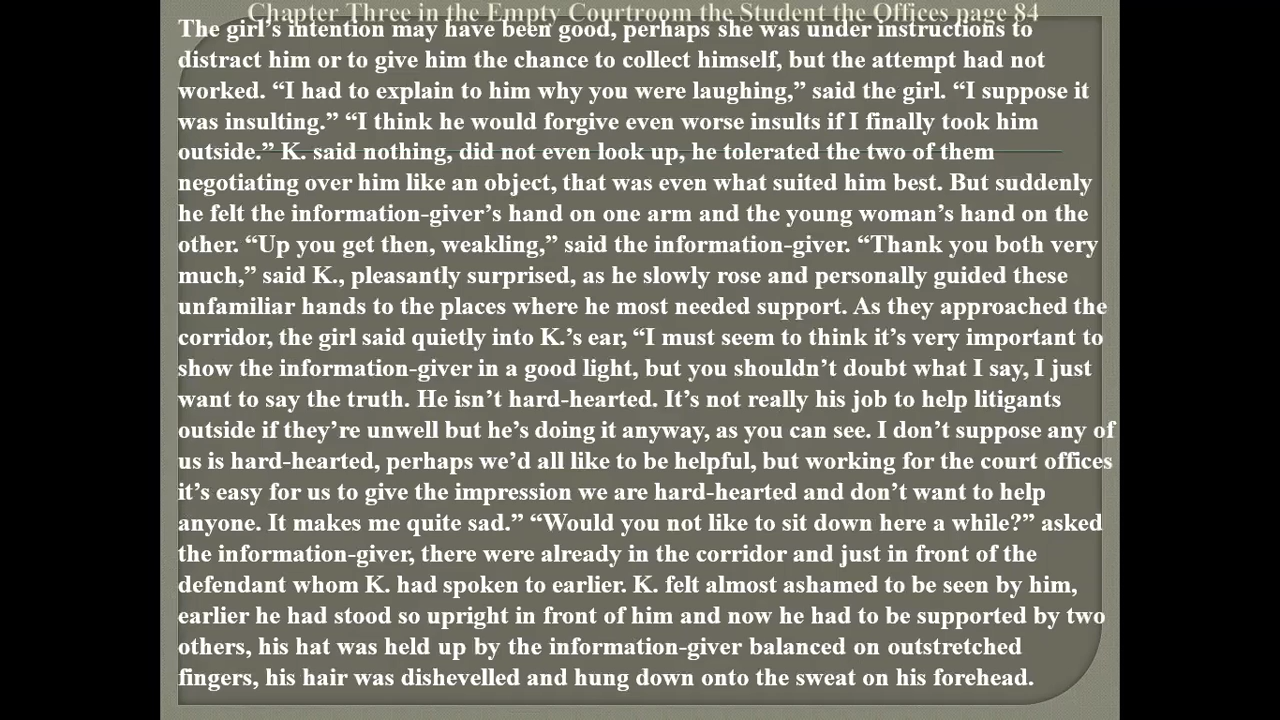 Chapter Three in the Empty Courtroom the Student the Offices page 84
The girl’s intention may have been good, perhaps she was under instructions to
distract him or to give him the chance to collect himself, but the attempt had not
worked. “I had to explain to him why you were laughing,” said the girl. “I suppose it
was insulting.” “I think he would forgive even worse insults if I finally took him
outside.” K. said nothing, did not even look up, he tolerated the two of them
negotiating over him like an object, that was even what suited him best. But suddenly
he felt the information-giver’s hand on one arm and the young woman’s hand on the
other. “Up you get then, weakling,” said the information-giver. “Thank you both very
much,” said K., pleasantly surprised, as he slowly rose and personally guided these
unfamiliar hands to the places where he most needed support. As they approached the
corridor, the girl said quietly into K.’s ear, “I must seem to think it’s very important to
show the information-giver in a good light, but you shouldn’t doubt what I say, I just
want to say the truth. He isn’t hard-hearted. It’s not really his job to help litigants
outside if they’re unwell but he’s doing it anyway, as you can see. I don’t suppose any of
us is hard-hearted, perhaps we’d all like to be helpful, but working for the court offices
it’s easy for us to give the impression we are hard-hearted and don’t want to help
anyone. It makes me quite sad.” “Would you not like to sit down here a while?” asked
the information-giver, there were already in the corridor and just in front of the
defendant whom K. had spoken to earlier. K. felt almost ashamed to be seen by him,
earlier he had stood so upright in front of him and now he had to be supported by two
others, his hat was held up by the information-giver balanced on outstretched
fingers, his hair was dishevelled and hung down onto the sweat on his forehead.